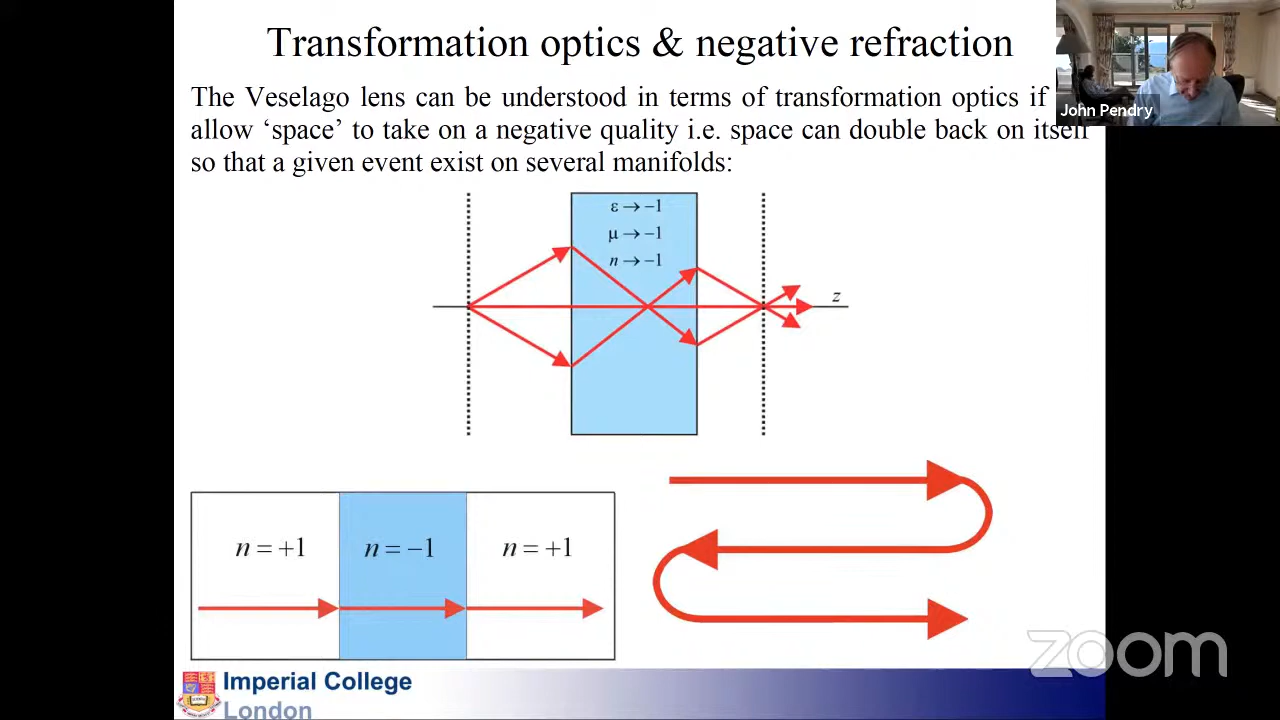 Transformation optics & negative refraction
The Veselago lens can be understood in terms of transformation optics if
allow ‘space’ to take on a negative quality i.e. space can double back on itself
so that a given event exist on several manifolds:
John Pendry
ε → −1
μ → −1
n → −1
z
n = +1
n = −1
n = +1
zoom
Imperial College
London